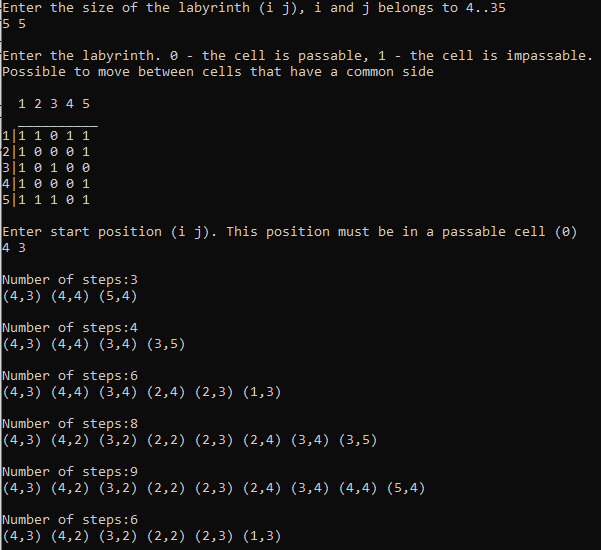 Enter the size of the labyrinth (i j), i and j belongs to 4..35
5 5
Enter the labyrinth. 0 - the cell is passable, 1 - the cell is impassable.
Possible to move between cells that have a common side
1 2 3 4 5
__________
1|1 1 0 1 1
2|1 0 0 0 1
3|1 0 1 0 0
4|1 0 0 0 1
5|1 1 1 0 1
Enter start position (i j). This position must be in a passable cell (0)
4 3
Number of steps:3
(4,3) (4,4) (5,4)
Number of steps:4
(4,3) (4,4) (3,4) (3,5)
Number of steps:6
(4,3) (4,4) (3,4) (2,4) (2,3) (1,3)
Number of steps:8
(4,3) (4,2) (3,2) (2,2) (2,3) (2,4) (3,4) (3,5)
Number of steps:9
(4,3) (4,2) (3,2) (2,2) (2,3) (2,4) (3,4) (4,4) (5,4)
Number of steps:6
(4,3) (4,2) (3,2) (2,2) (2,3) (1,3)